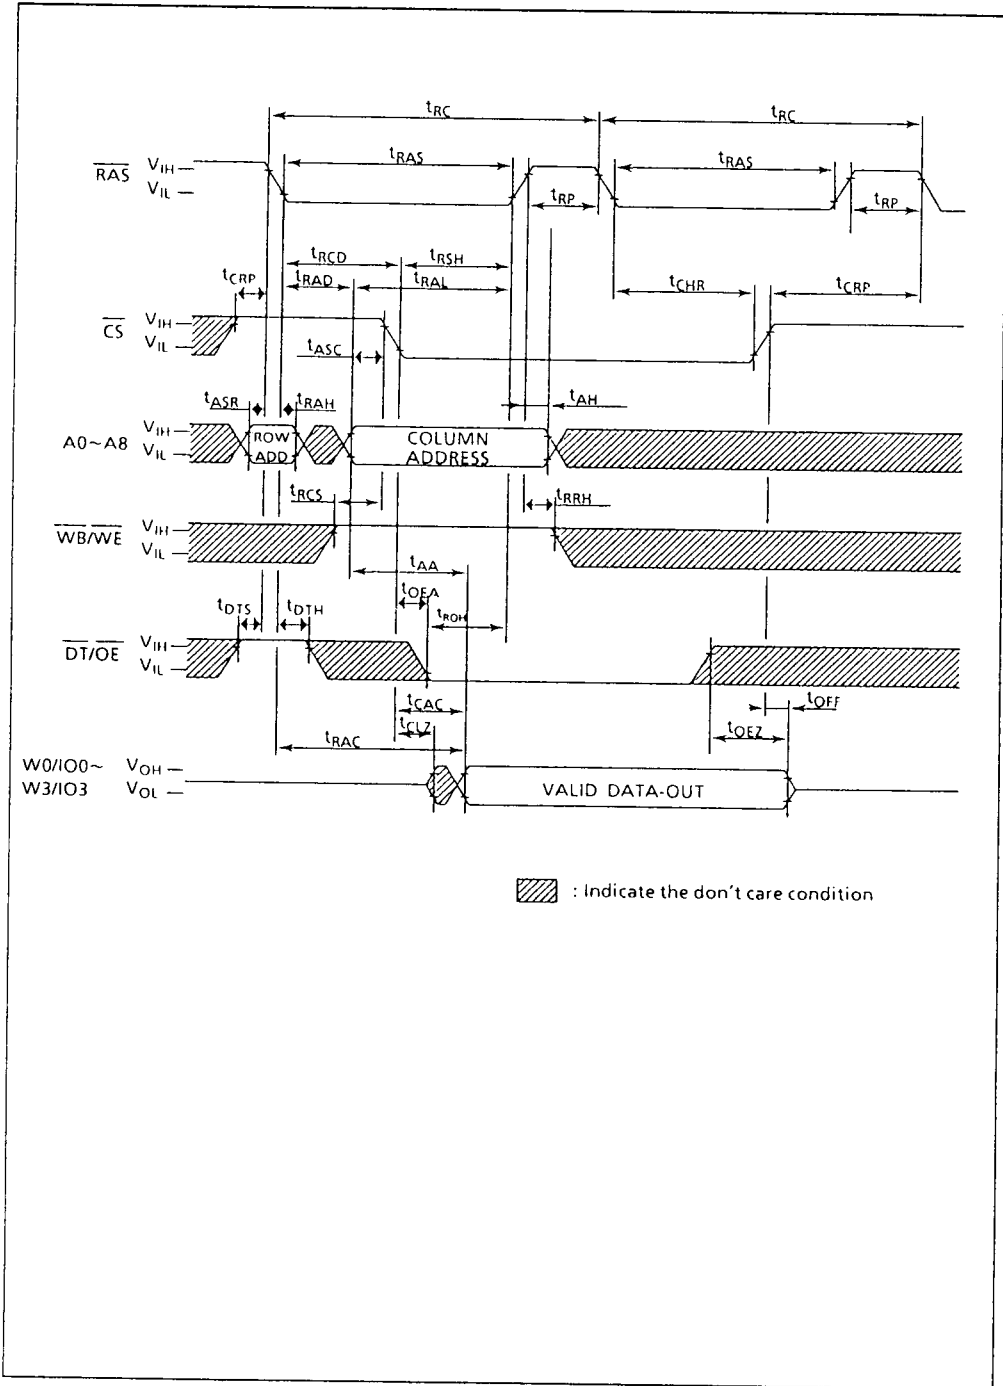 tRC tRC
RAS VIH VIL tRAS tRAS
tRP tRP
tRCD tRSH
tCRP tRAD tRAL tCHR tCRP
CS VIH VIL
tASC
tASR tRAH tAH
A0~A8 VIH VIL ROW ADD COLUMN ADDRESS
tRCS tRRH
WB/WE VIH VIL
tAA
tOEA
tDTS tDTH tROH
DT/OE VIH VIL
tCAC tOFF
tCLZ tOEZ
tRAC
W0/IO0~ VOH
W3/IO3 VOL VALID DATA-OUT
: Indicate the don't care condition